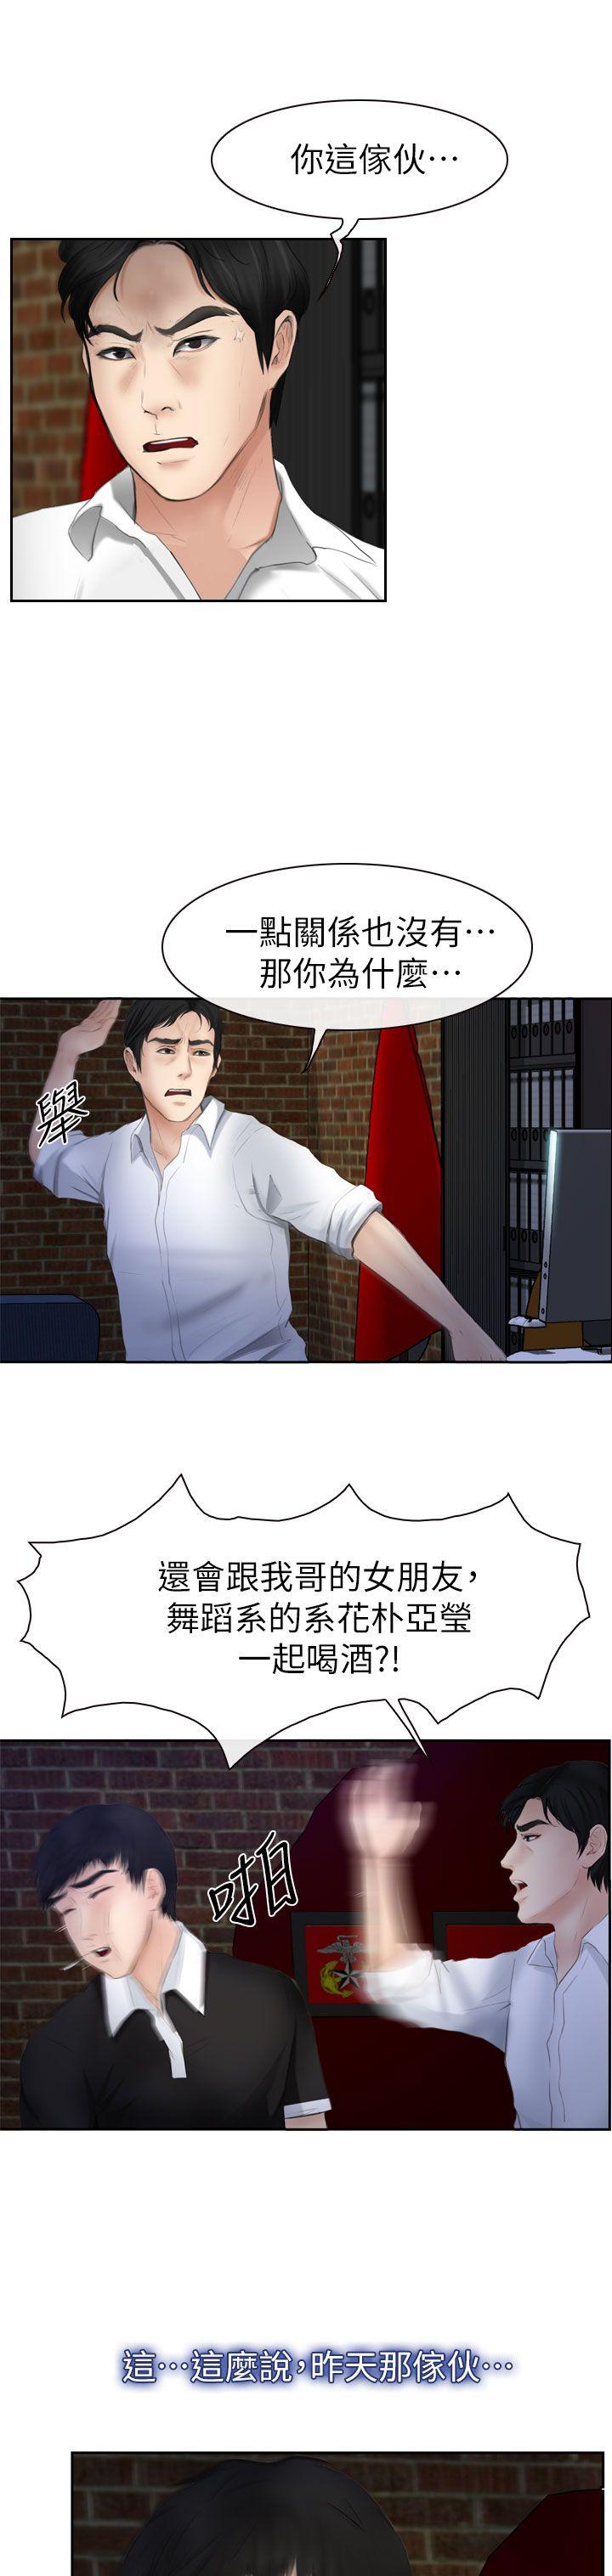 你這傢伙…
一點關係也沒有…
那你為什麼…
舉
還會跟我哥的女朋友，
舞蹈系的系花朴亞瑩
一起喝酒?!
啪
這…這麼說，昨天那傢伙…